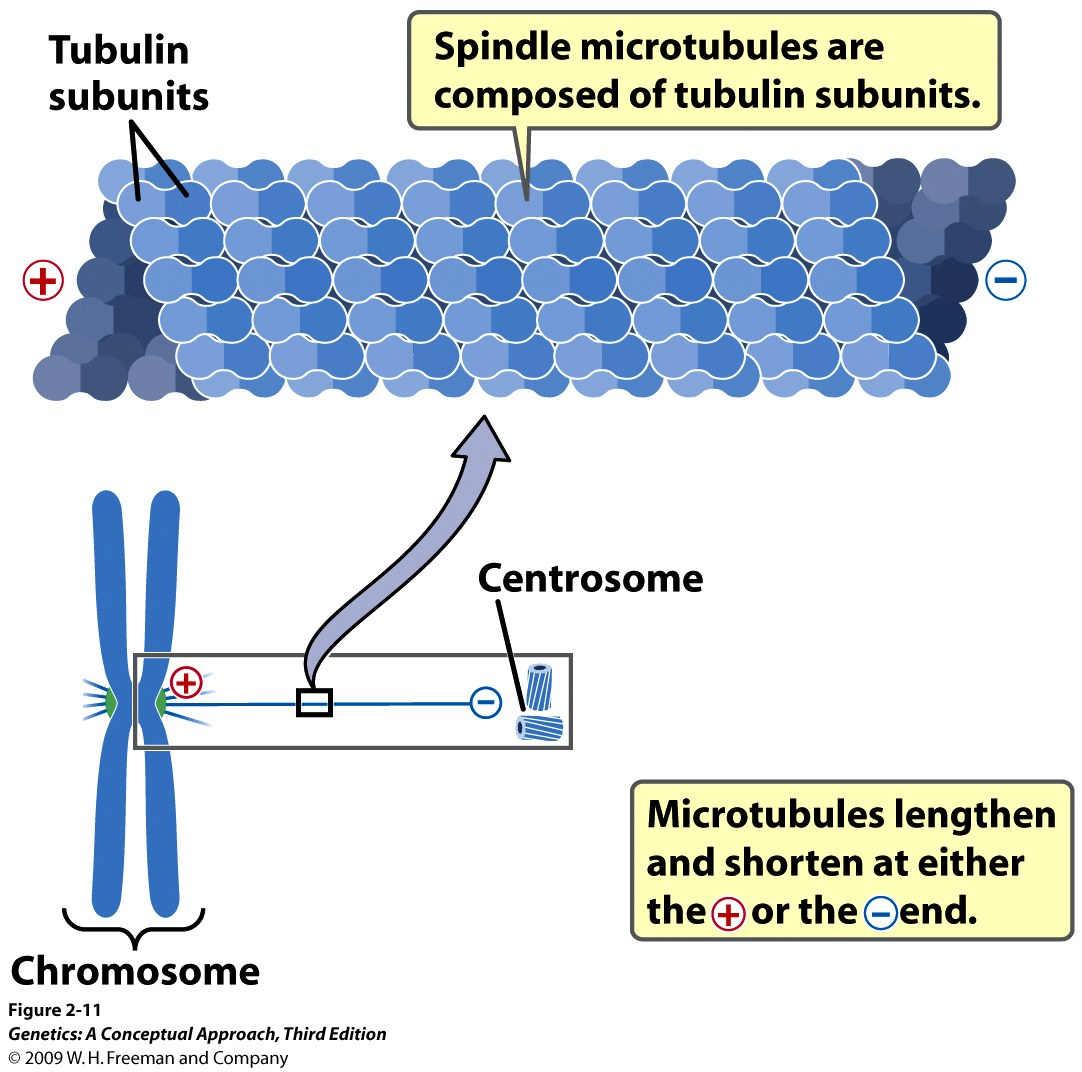 Tubulin
subunits
Spindle microtubules are
composed of tubulin subunits.
+
−
Centrosome
+
−
Microtubules lengthen
and shorten at either
the + or the − end.
Chromosome
Figure 2-11
Genetics: A Conceptual Approach, Third Edition
© 2009 W. H. Freeman and Company